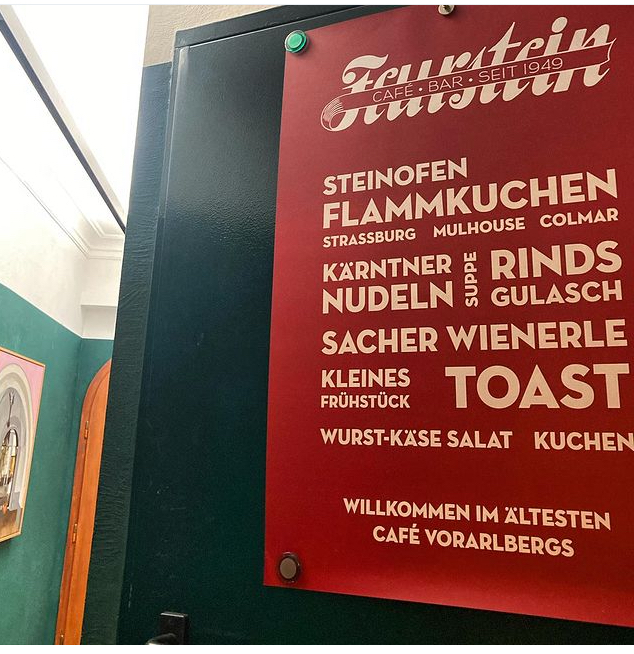 Feurstein
CAFÉ • BAR • SEIT 1949
STEINOFEN
FLAMMKUCHEN
STRASSBURG MULHOUSE COLMAR
KÄRNTNER
NUDELN
SUPPE
RINDS
GULASCH
SACHER WIENERLE
KLEINES
FRÜHSTÜCK
TOAST
WURST-KÄSE SALAT KUCHEN
WILLKOMMEN IM ÄLTESTEN
CAFÉ VORARLBERGS